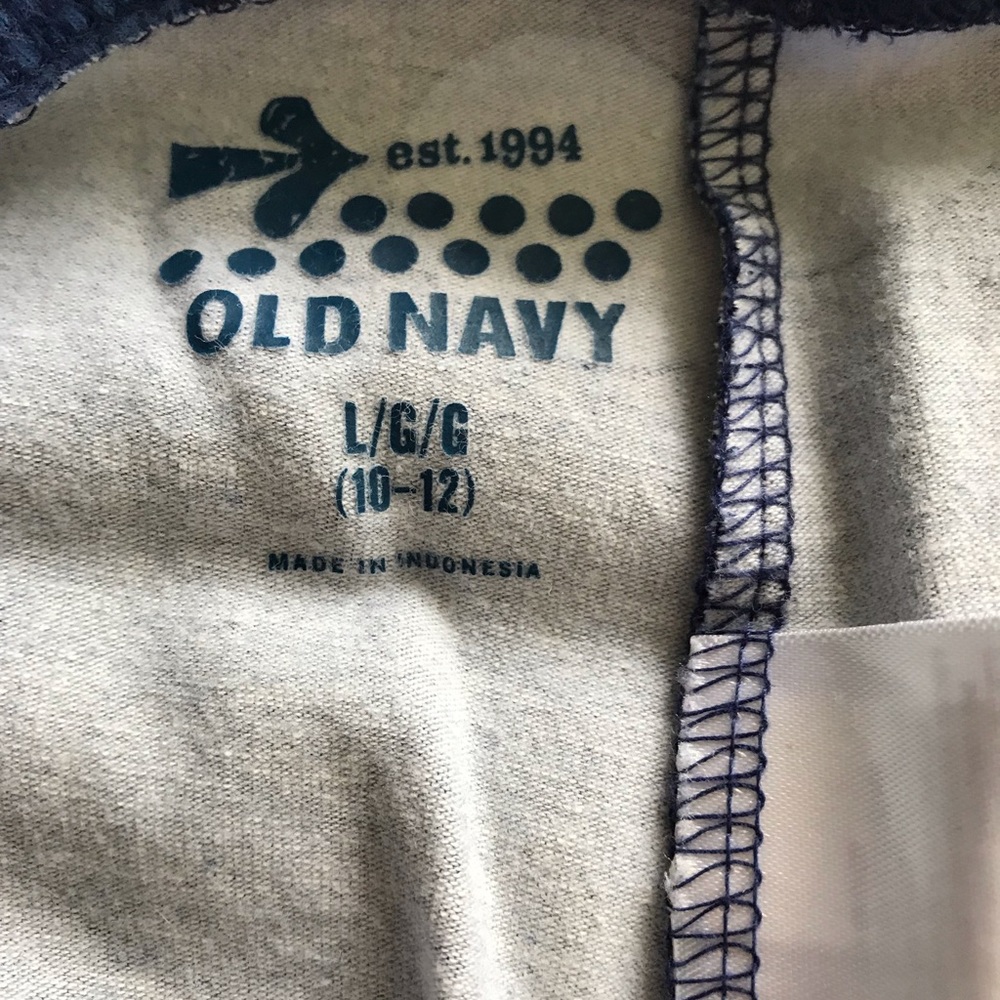 est. 1994
OLD NAVY
L/G/G
(10-12)
MADE IN INDONESIA